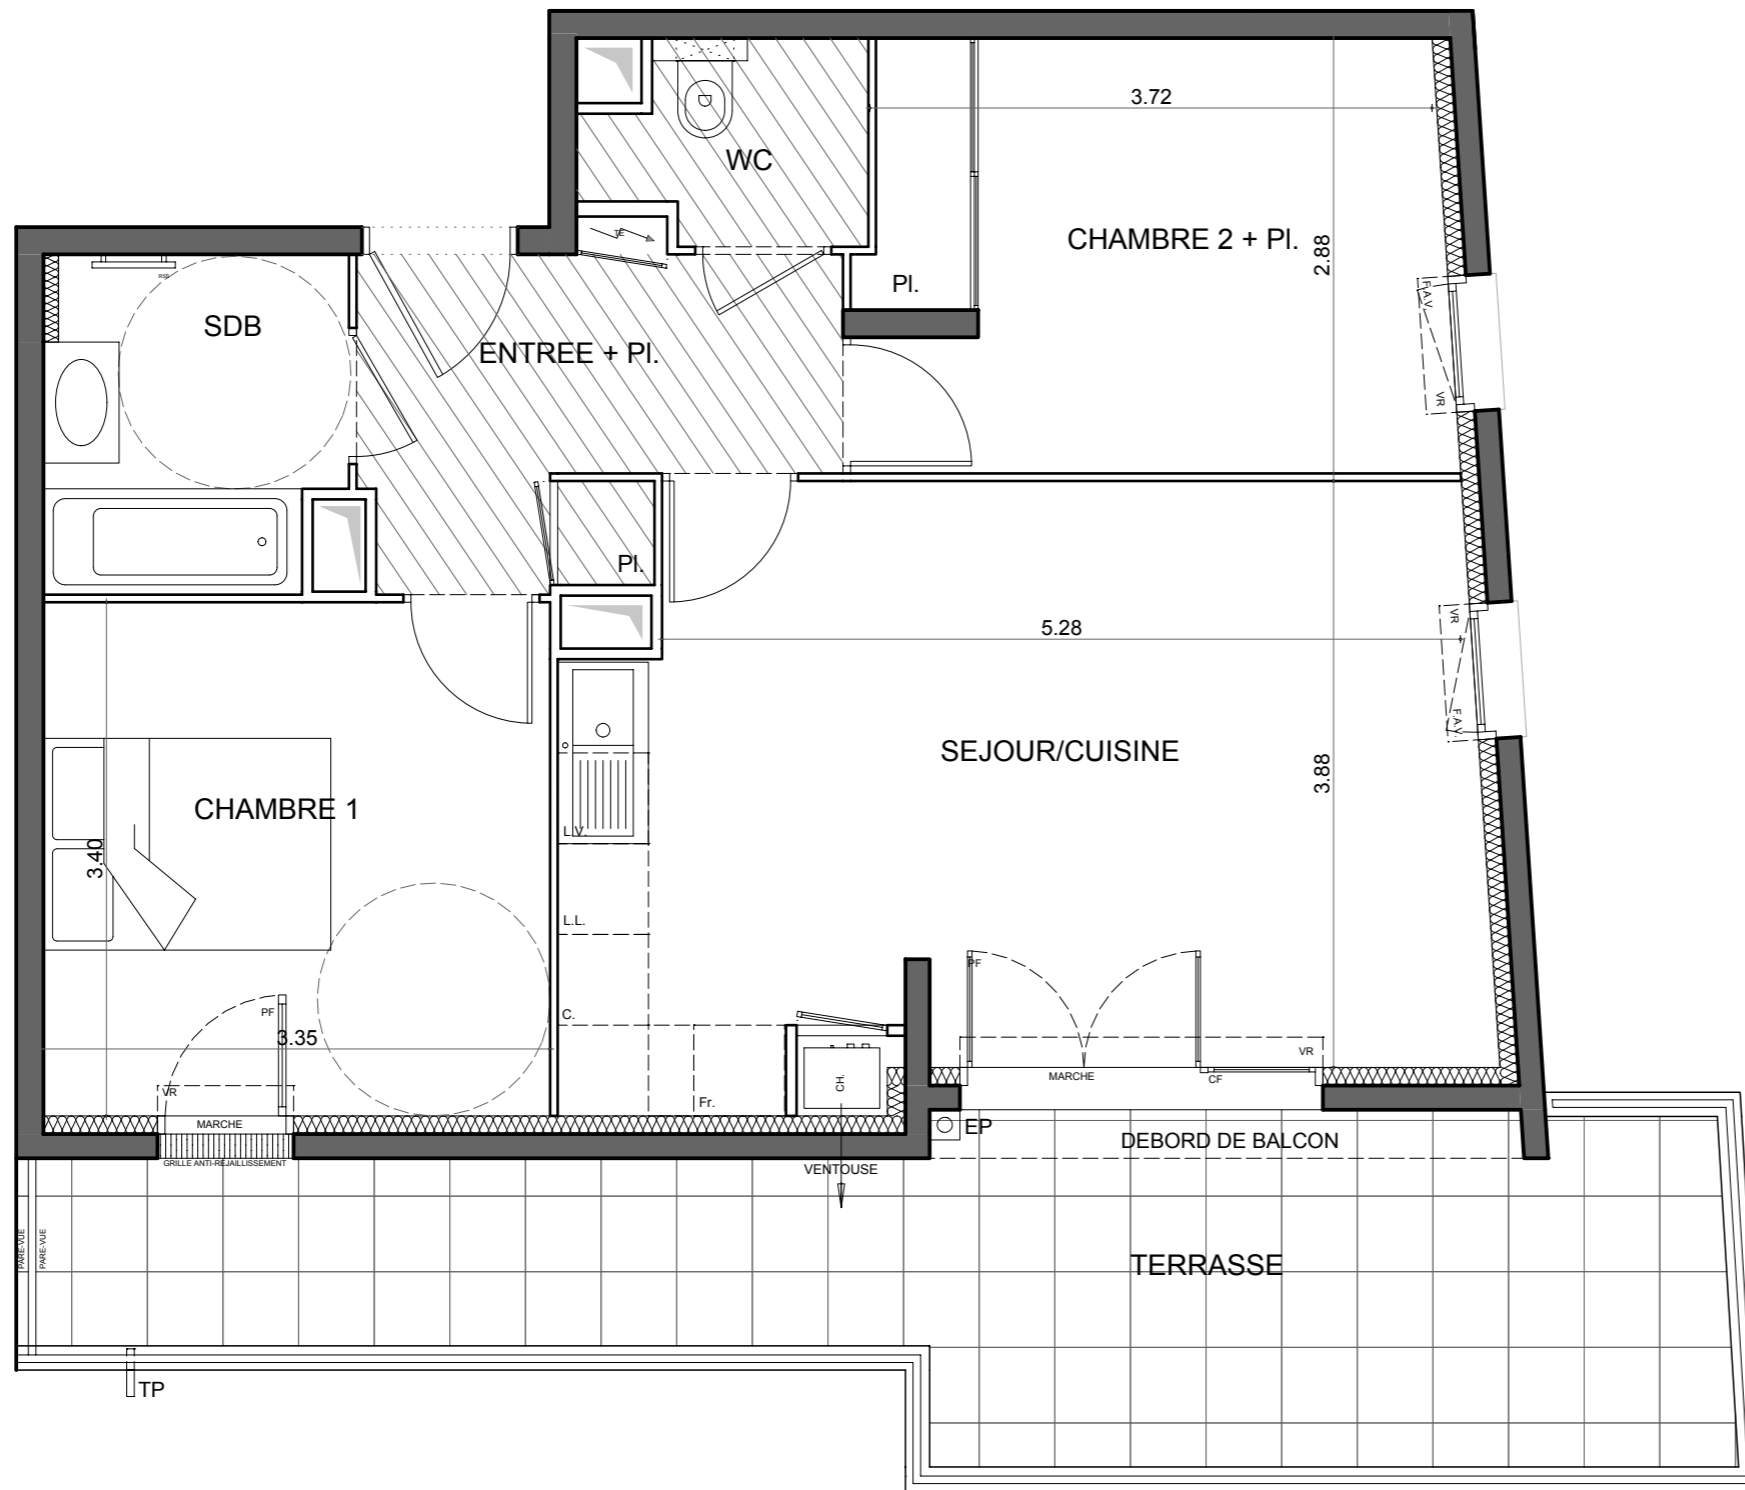 3.72
WC
TE
CHAMBRE 2 + Pl.
2.88
Pl.
RSS
SDB
ENTREE + Pl.
F.A.V.
VR
Pl.
5.28
VR
F.A.V.
SEJOUR/CUISINE
3.88
CHAMBRE 1
3.40
L.V.
L.L.
C.
PF
3.35
PF
VR
MARCHE
GRILLE ANTI-REJAILLISSEMENT
Fr.
CH.
VENTOUSE
MARCHE
VR
CF
EP
DEBORD DE BALCON
PARE-VUE
PARE-VUE
TERRASSE
TP